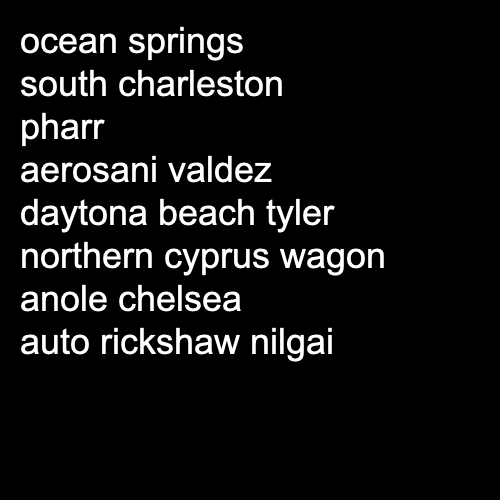 ocean springs
south charleston
pharr
aerosani valdez
daytona beach tyler
northern cyprus wagon
anole chelsea
auto rickshaw nilgai